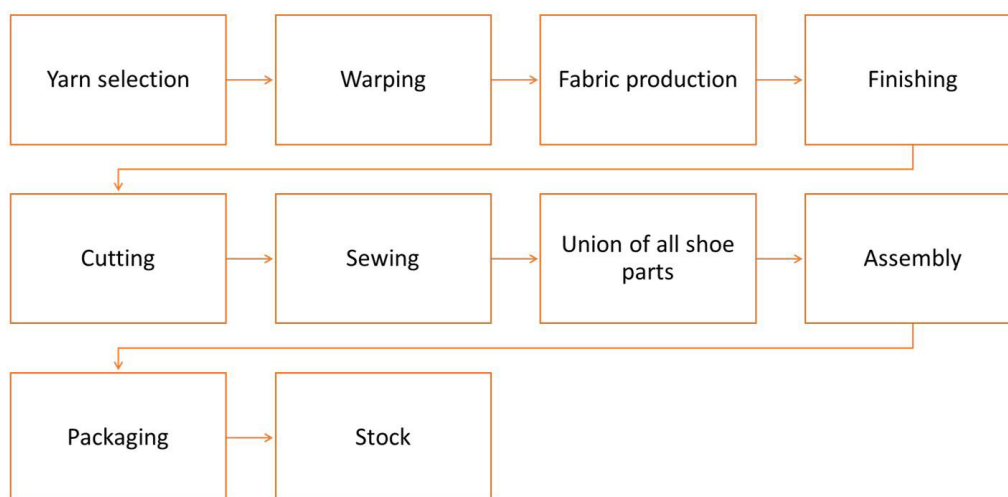 Yarn selection
Warping
Fabric production
Finishing
Cutting
Sewing
Union of all shoe
parts
Assembly
Packaging
Stock